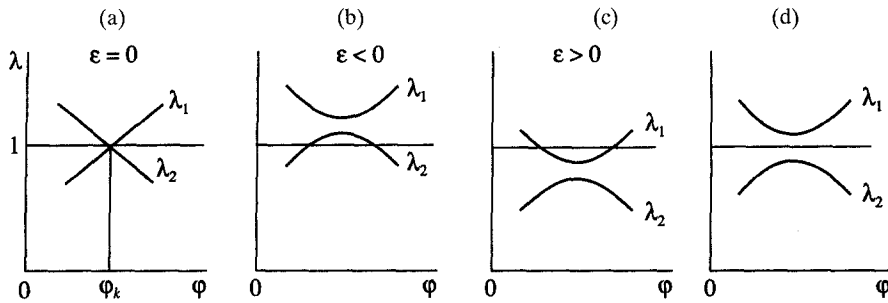 (a) (b) (c) (d)
ε = 0 ε < 0 ε > 0
λ
λ₁ λ₁ λ₁ λ₁
1
λ₂ λ₂ λ₂ λ₂
0 φₖ φ 0 φ 0 φ 0 φ